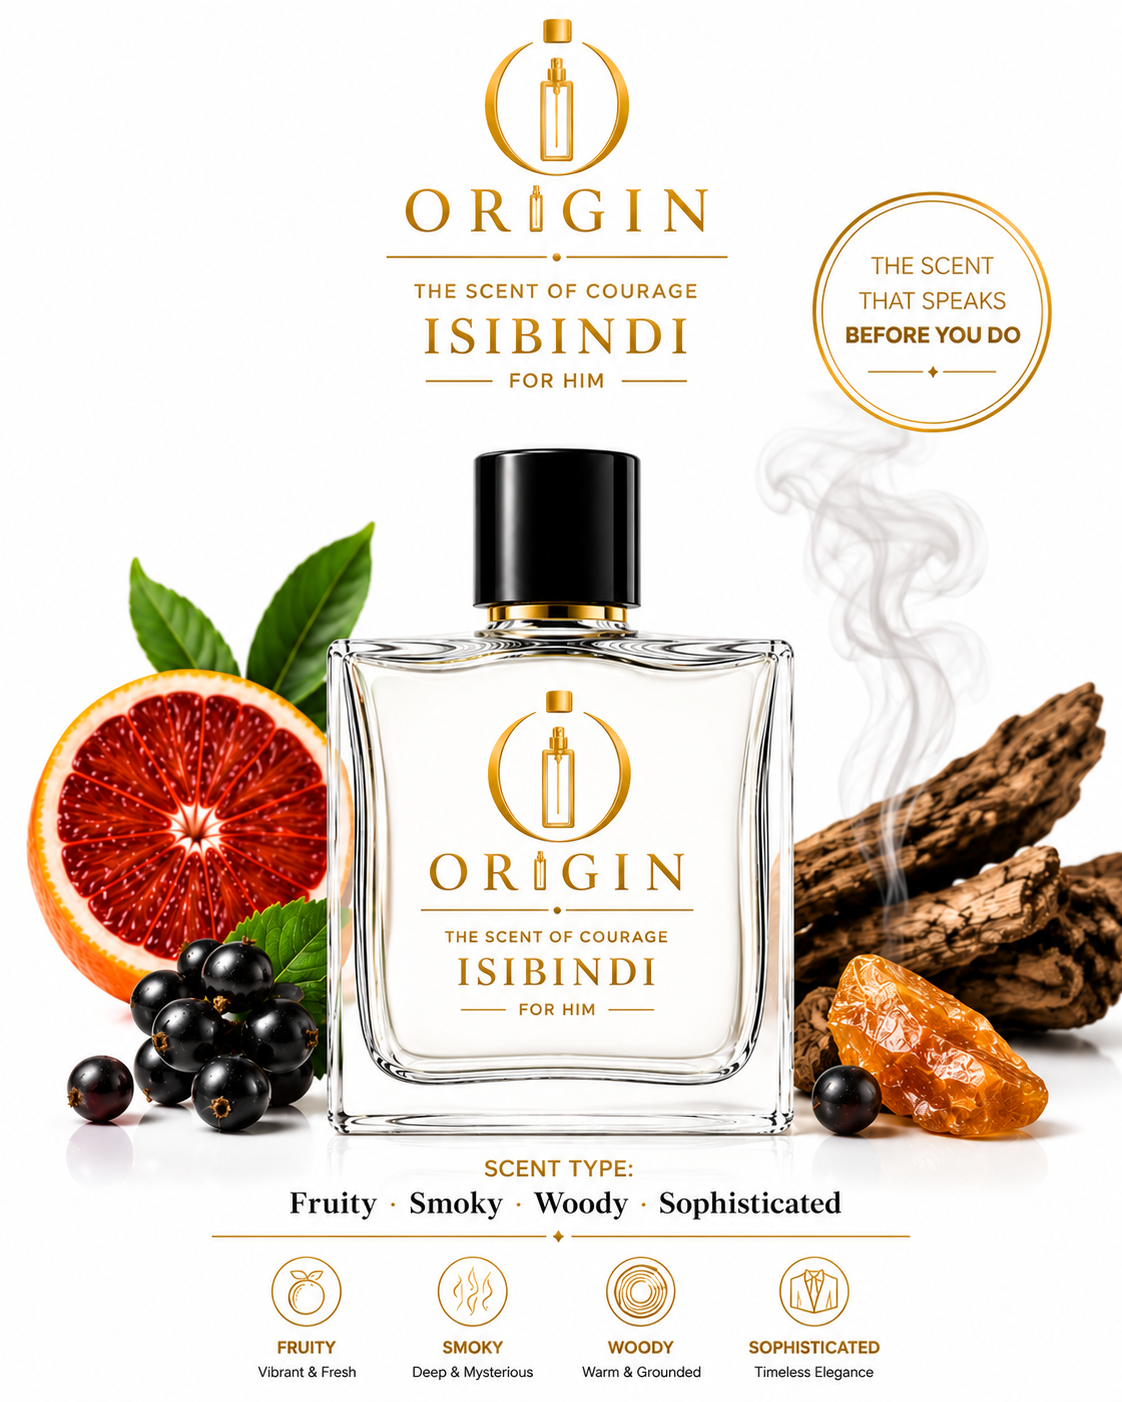 ORIGIN
THE SCENT OF COURAGE
ISIBINDI
FOR HIM
THE SCENT
THAT SPEAKS
BEFORE YOU DO
ORIGIN
THE SCENT OF COURAGE
ISIBINDI
FOR HIM
SCENT TYPE:
Fruity · Smoky · Woody · Sophisticated
FRUITY
Vibrant & Fresh
SMOKY
Deep & Mysterious
WOODY
Warm & Grounded
SOPHISTICATED
Timeless Elegance